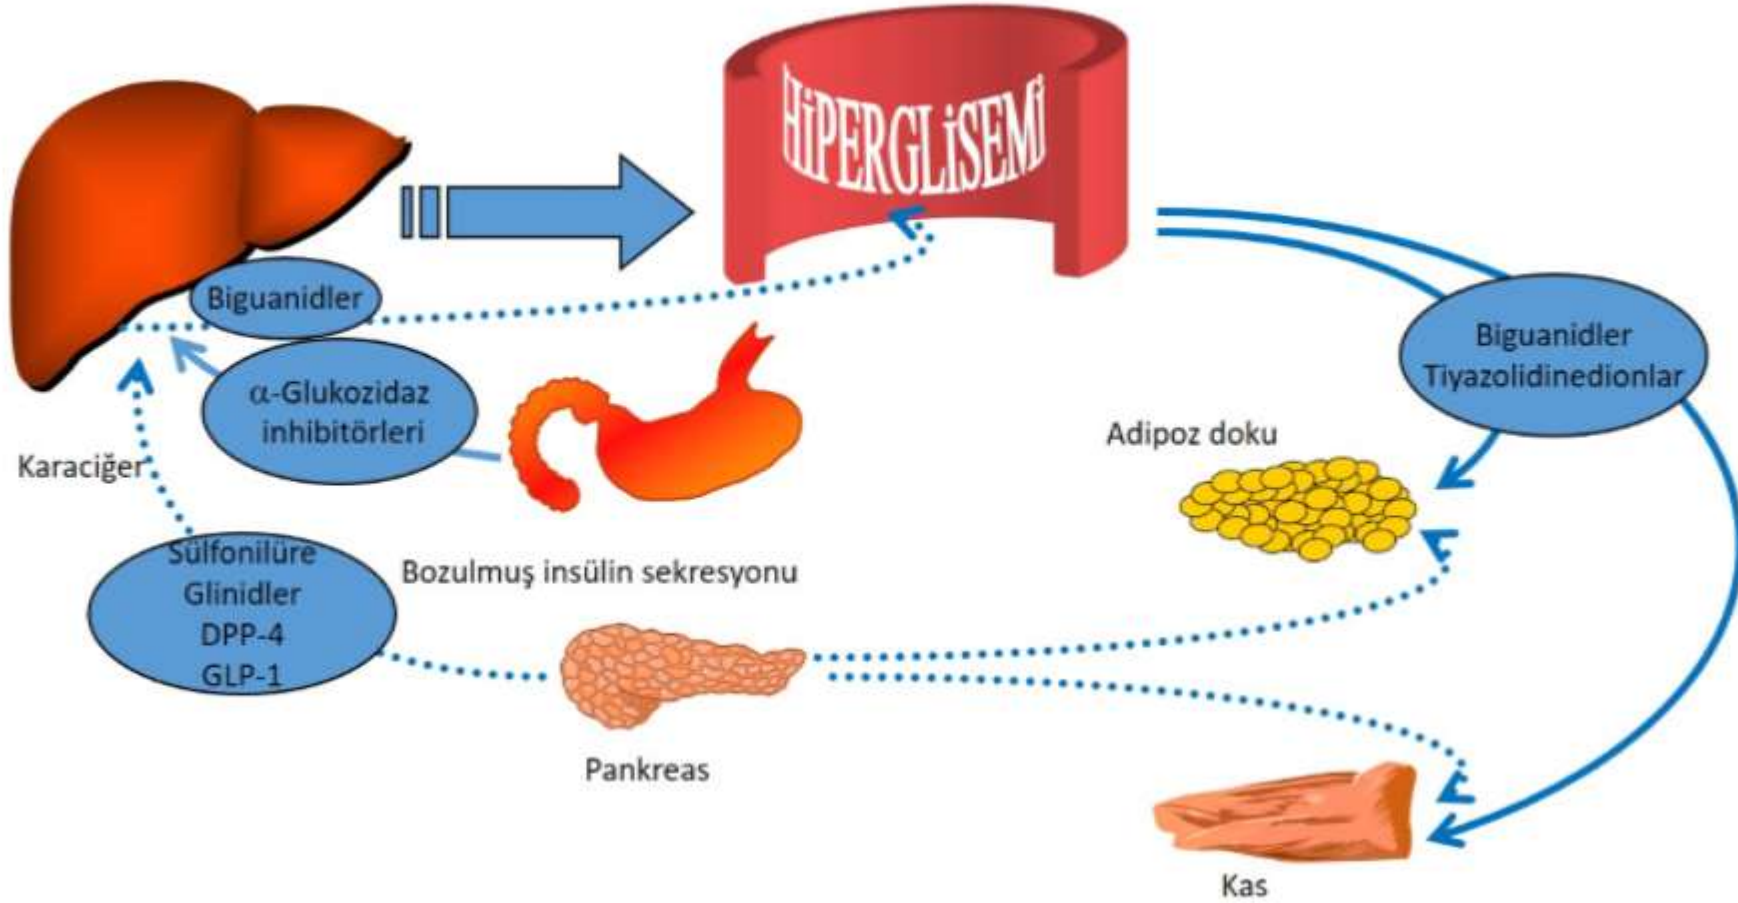 HİPERGLİSEMİ
Biguanidler
α-Glukozidaz
inhibitörleri
Biguanidler
Tiyazolidinedionlar
Adipoz doku
Karaciğer
Sülfonilüre
Glinidler
DPP-4
GLP-1
Bozulmuş insülin sekresyonu
Pankreas
Kas